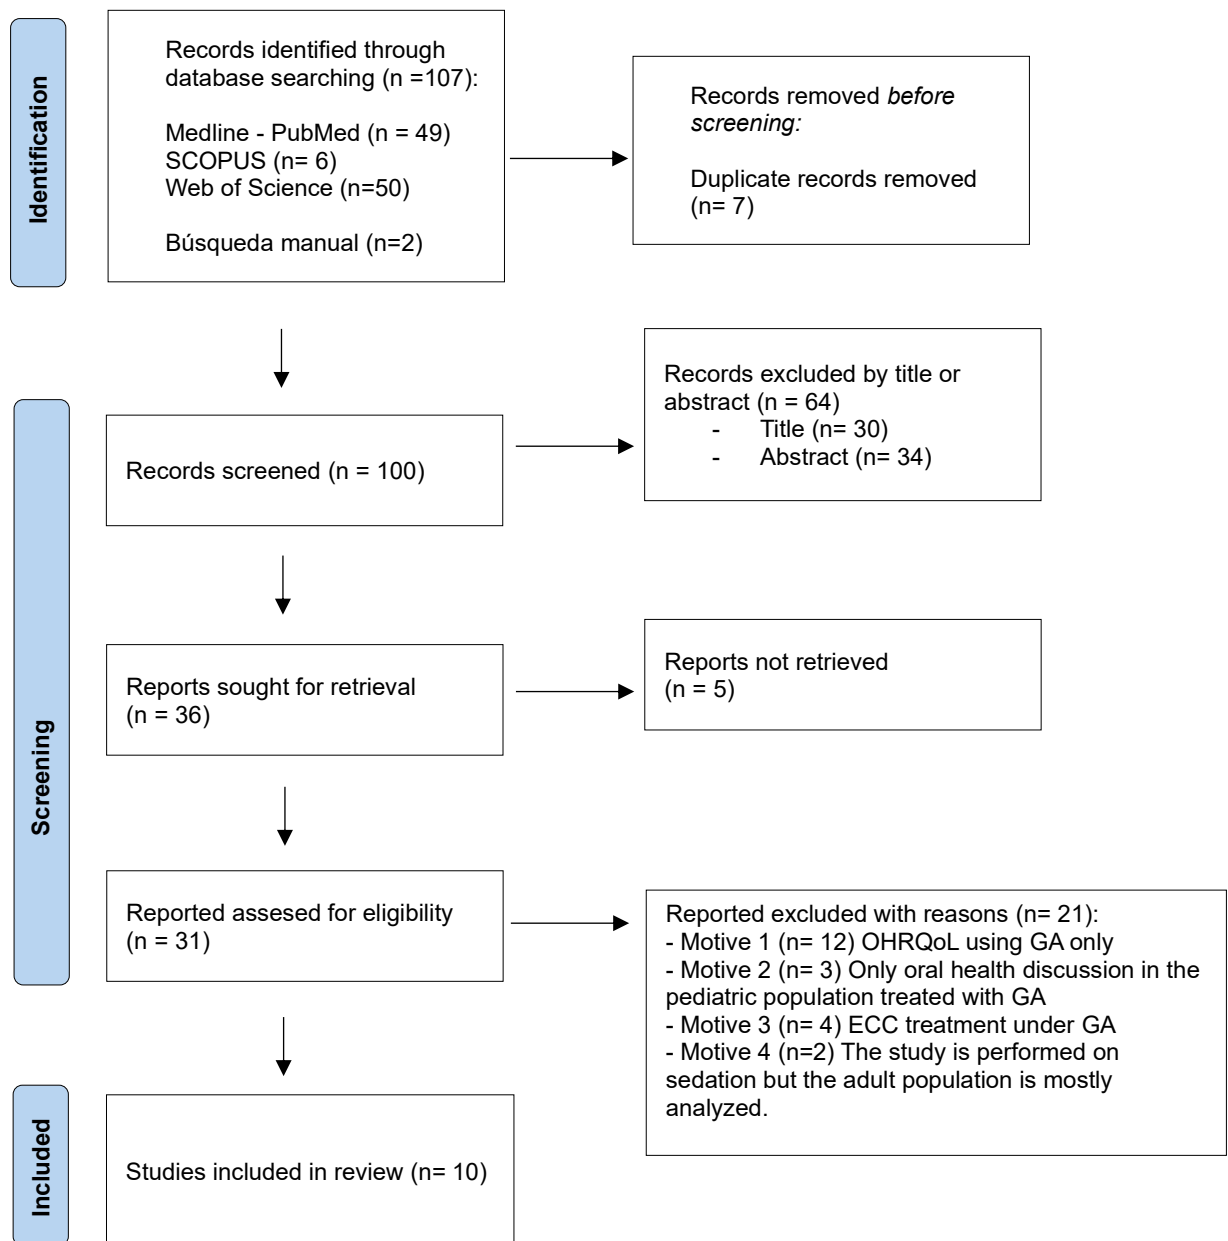 Identification
Records identified through
database searching (n =107):
Medline - PubMed (n = 49)
SCOPUS (n= 6)
Web of Science (n=50)
Búsqueda manual (n=2)
Records removed before
screening:
Duplicate records removed
(n= 7)
Screening
Records screened (n = 100)
Records excluded by title or
abstract (n = 64)
- Title (n= 30)
- Abstract (n= 34)
Reports sought for retrieval
(n = 36)
Reports not retrieved
(n = 5)
Reported assesed for eligibility
(n = 31)
Reported excluded with reasons (n= 21):
- Motive 1 (n= 12) OHRQoL using GA only
- Motive 2 (n= 3) Only oral health discussion in the
pediatric population treated with GA
- Motive 3 (n= 4) ECC treatment under GA
- Motive 4 (n=2) The study is performed on
sedation but the adult population is mostly
analyzed.
Included
Studies included in review (n= 10)